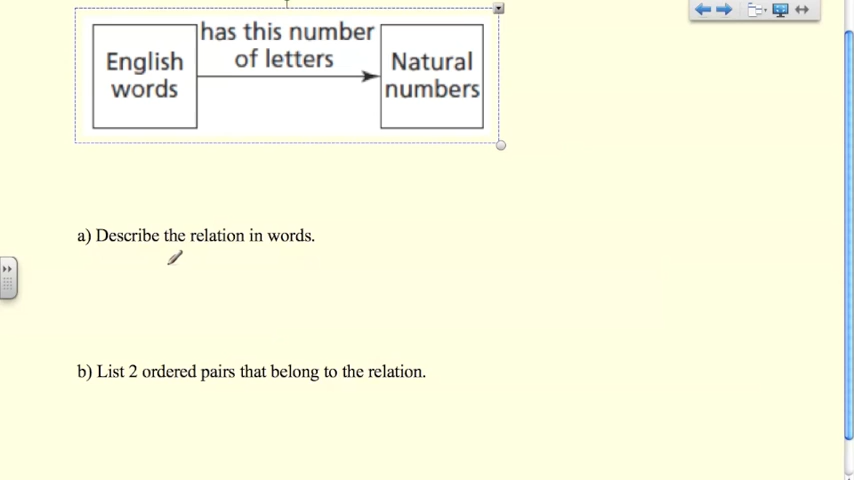 has this number
of letters
English
words
Natural
numbers
a) Describe the relation in words.
b) List 2 ordered pairs that belong to the relation.